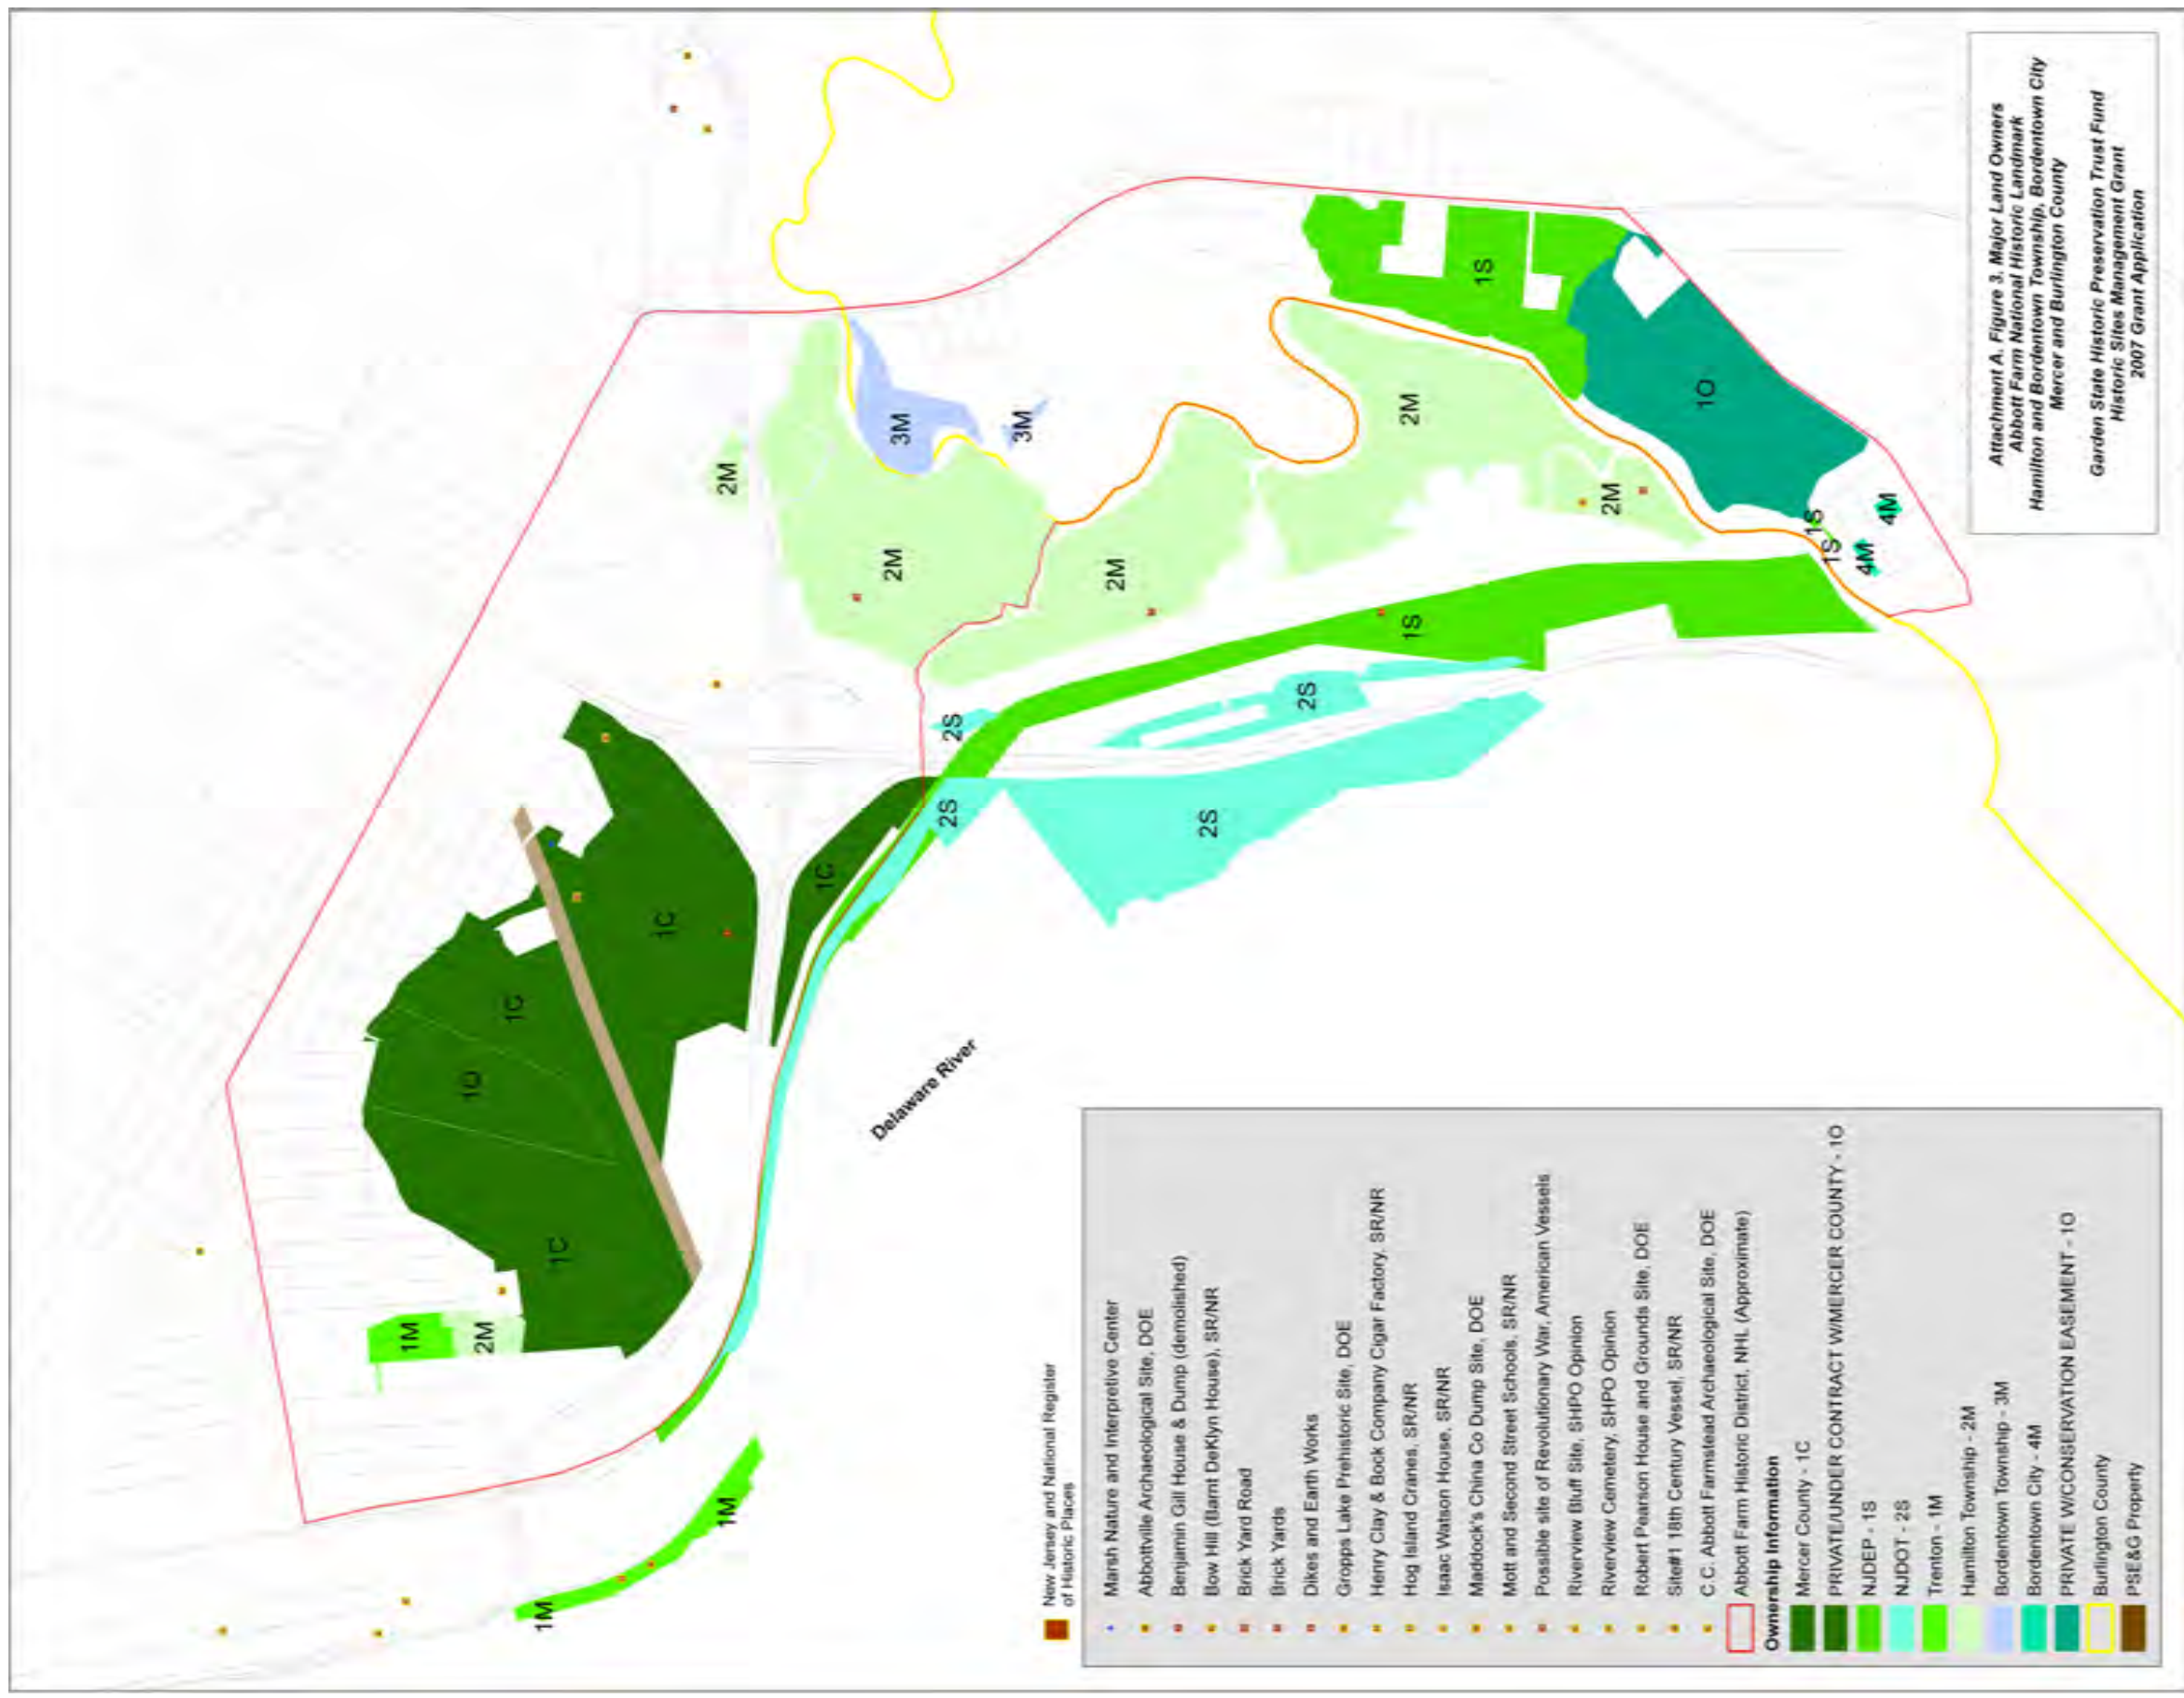 Attachment A. Figure 3. Major Land Owners
Abbott Farm National Historic Landmark
Hamilton and Bordentown Township, Bordentown City
Mercer and Burlington County
Garden State Historic Preservation Trust Fund
Historic Sites Management Grant
2007 Grant Application
1M
1M
1M
2M
1C
1O
1C
1C
1C
2M
2M
3M
3M
2M
2M
2M
2S
2S
2S
2S
1S
1S
1O
1S
1S
4M
4M
Delaware River
New Jersey and National Register
of Historic Places
Marsh Nature and Interpretive Center
Abbottville Archaeological Site, DOE
Benjamin Gill House & Dump (demolished)
Bow Hill (Barnt DeKlyn House), SR/NR
Brick Yard Road
Brick Yards
Dikes and Earth Works
Gropps Lake Prehistoric Site, DOE
Henry Clay & Bock Company Cigar Factory, SR/NR
Hog Island Cranes, SR/NR
Isaac Watson House, SR/NR
Maddock's China Co Dump Site, DOE
Mott and Second Street Schools, SR/NR
Possible site of Revolutionary War, American Vessels
Riverview Bluff Site, SHPO Opinion
Riverview Cemetery, SHPO Opinion
Robert Pearson House and Grounds Site, DOE
Site#1 18th Century Vessel, SR/NR
C.C. Abbott Farmstead Archaeological Site, DOE
Abbott Farm Historic District, NHL (Approximate)
Ownership Information
Mercer County - 1C
PRIVATE/UNDER CONTRACT W/MERCER COUNTY - 1O
NJDEP - 1S
NJDOT - 2S
Trenton - 1M
Hamilton Township - 2M
Bordentown Township - 3M
Bordentown City - 4M
PRIVATE W/CONSERVATION EASEMENT - 1O
Burlington County
PSE&G Property